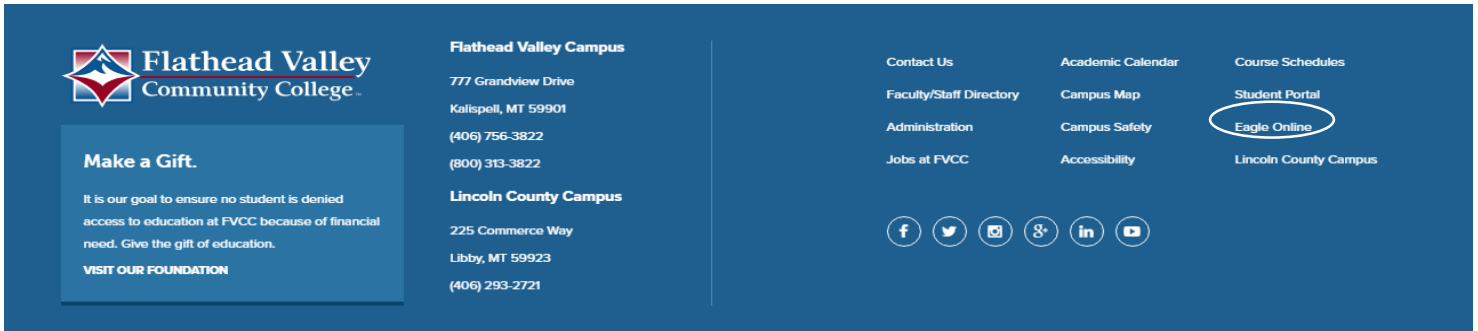 Flathead Valley
Community College
Make a Gift.
It is our goal to ensure no student is denied
access to education at FVCC because of financial
need. Give the gift of education.
VISIT OUR FOUNDATION
Flathead Valley Campus
777 Grandview Drive
Kalispell, MT 59901
(406) 756-3822
(800) 313-3822
Lincoln County Campus
225 Commerce Way
Libby, MT 59923
(406) 293-2721
Contact Us
Faculty/Staff Directory
Administration
Jobs at FVCC
Academic Calendar
Campus Map
Campus Safety
Accessibility
Course Schedules
Student Portal
Eagle Online
Lincoln County Campus